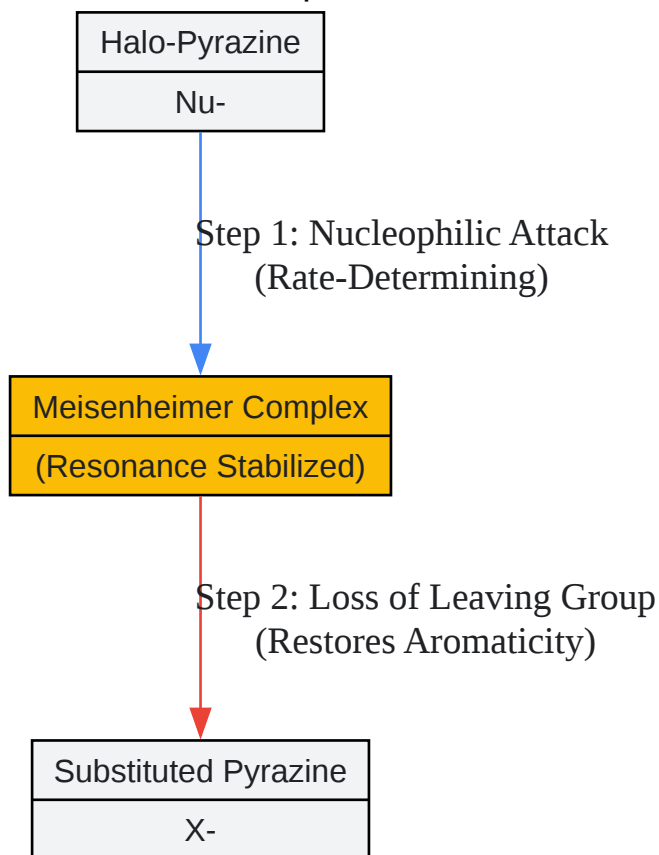 Halo-Pyrazine
Nu-
Step 1: Nucleophilic Attack
(Rate-Determining)
Meisenheimer Complex
(Resonance Stabilized)
Step 2: Loss of Leaving Group
(Restores Aromaticity)
Substituted Pyrazine
X-